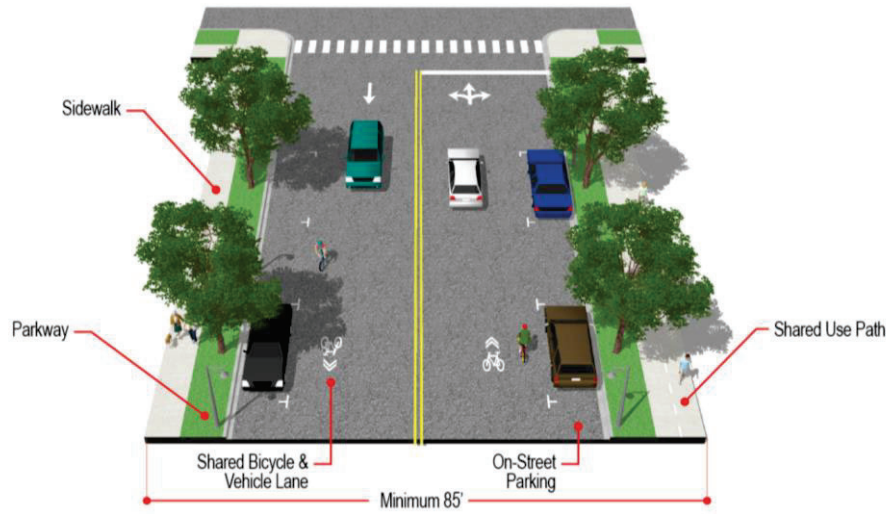 Sidewalk
Parkway
Shared Use Path
Shared Bicycle &
Vehicle Lane
On-Street
Parking
Minimum 85'